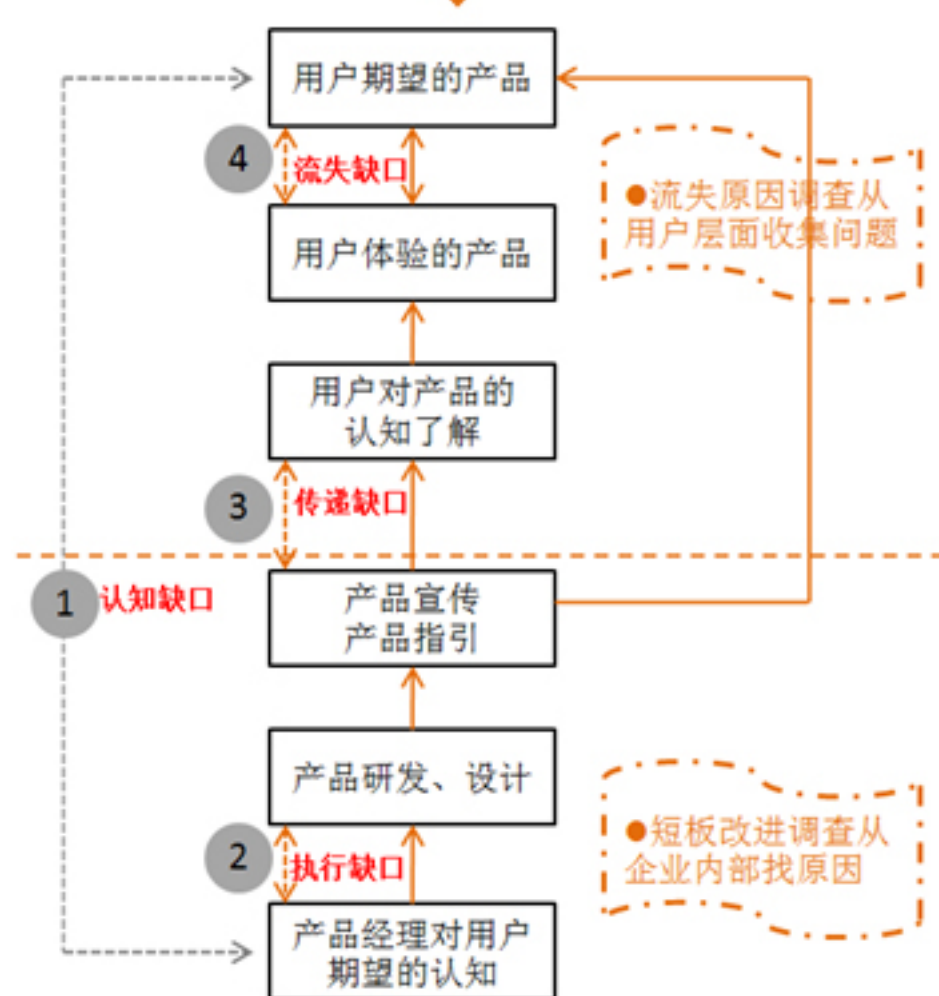 用户期望的产品
4
流失缺口
●流失原因调查从
用户层面收集问题
用户体验的产品
用户对产品的
认知了解
3
传递缺口
1
认知缺口
产品宣传
产品指引
产品研发、设计
2
执行缺口
●短板改进调查从
企业内部找原因
产品经理对用户
期望的认知